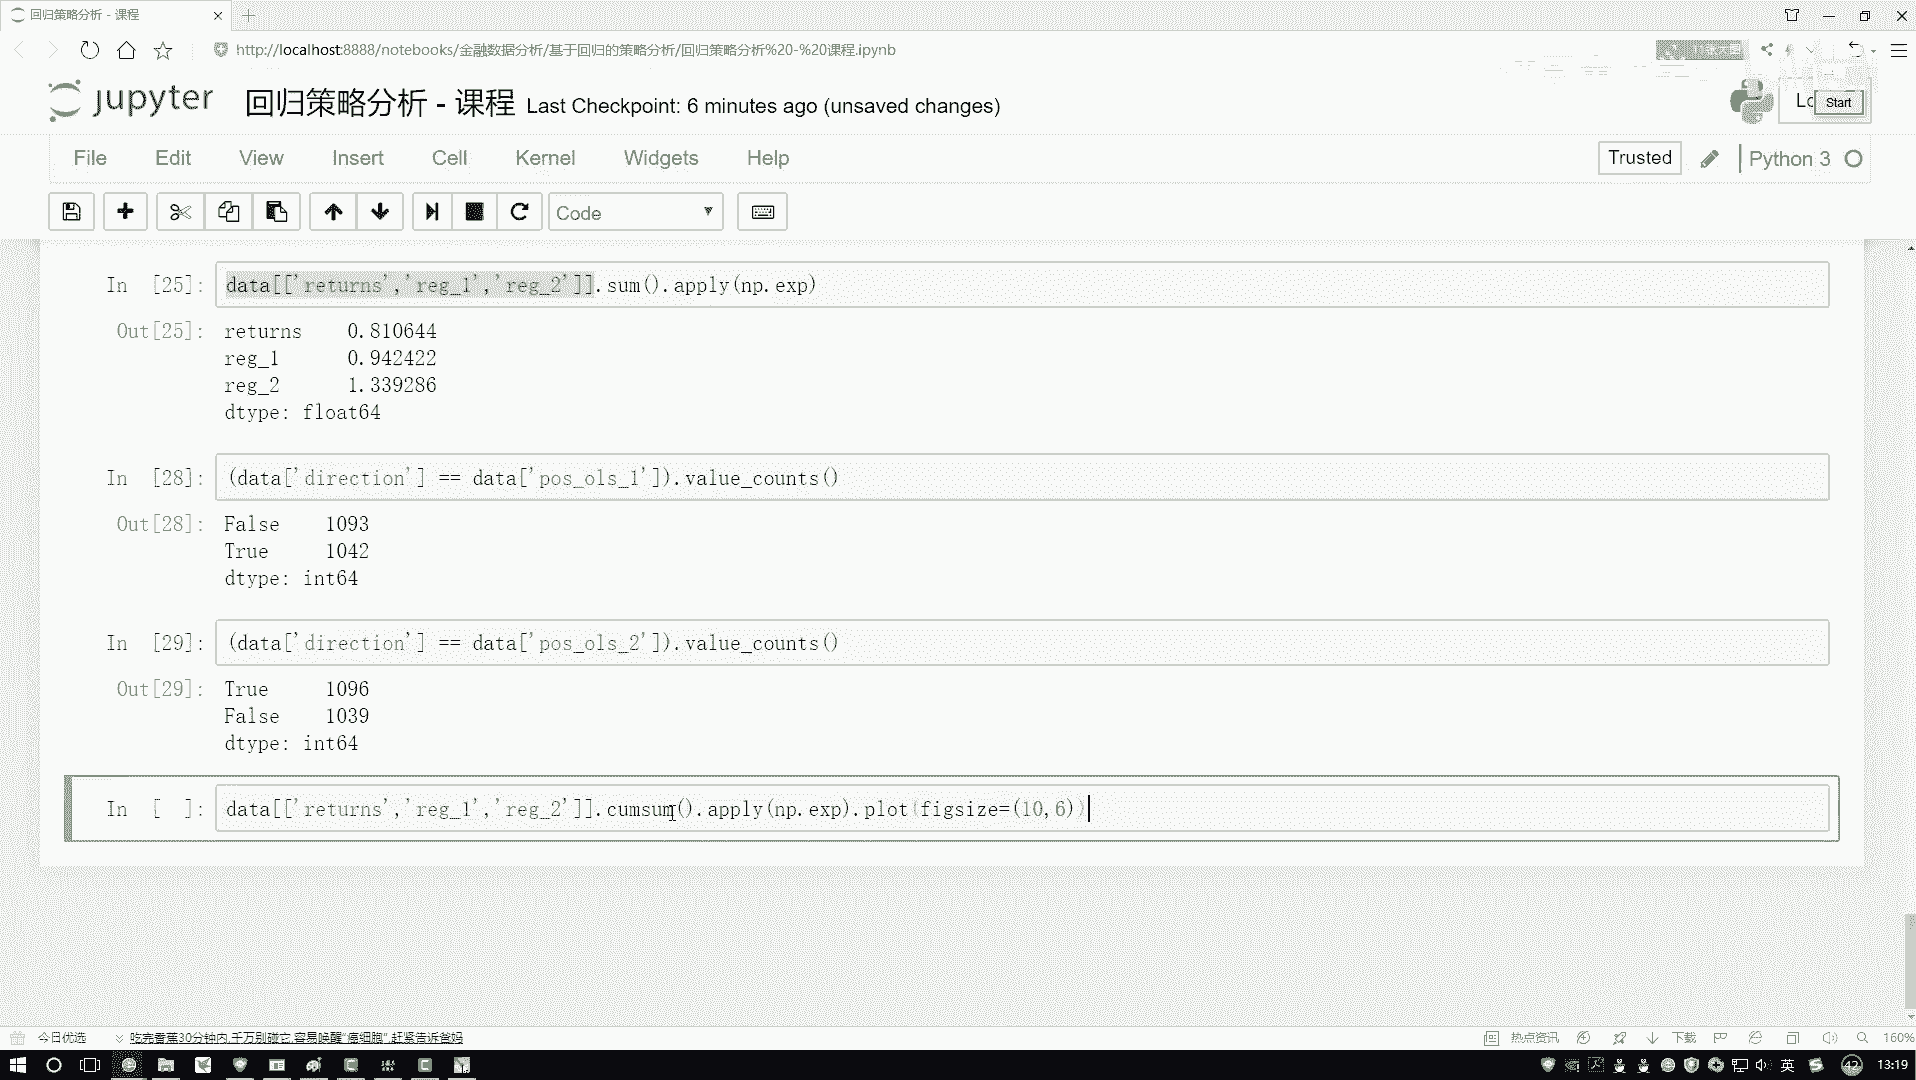 回归策略分析 - 课程
http://localhost:8888/notebooks/金融数据分析/基于回归的策略分析/回归策略分析%20-%20课程.ipynb
jupyter 回归策略分析 - 课程 Last Checkpoint: 6 minutes ago (unsaved changes)
Start
File Edit View Insert Cell Kernel Widgets Help Trusted Python 3
Code
In [25]: data[['returns','reg_1','reg_2']].sum().apply(np.exp)
Out[25]: returns 0.810644
reg_1 0.942422
reg_2 1.339286
dtype: float64
In [28]: (data['direction'] == data['pos_ols_1']).value_counts()
Out[28]: False 1093
True 1042
dtype: int64
In [29]: (data['direction'] == data['pos_ols_2']).value_counts()
Out[29]: True 1096
False 1039
dtype: int64
In [ ]: data[['returns','reg_1','reg_2']].cumsum().apply(np.exp).plot(figsize=(10,6))
今日优选 吃完香蕉30分钟内,千万别碰它,容易唤醒"癌细胞",赶紧告诉爸妈 热点资讯 下载 160%
英 42 13:19